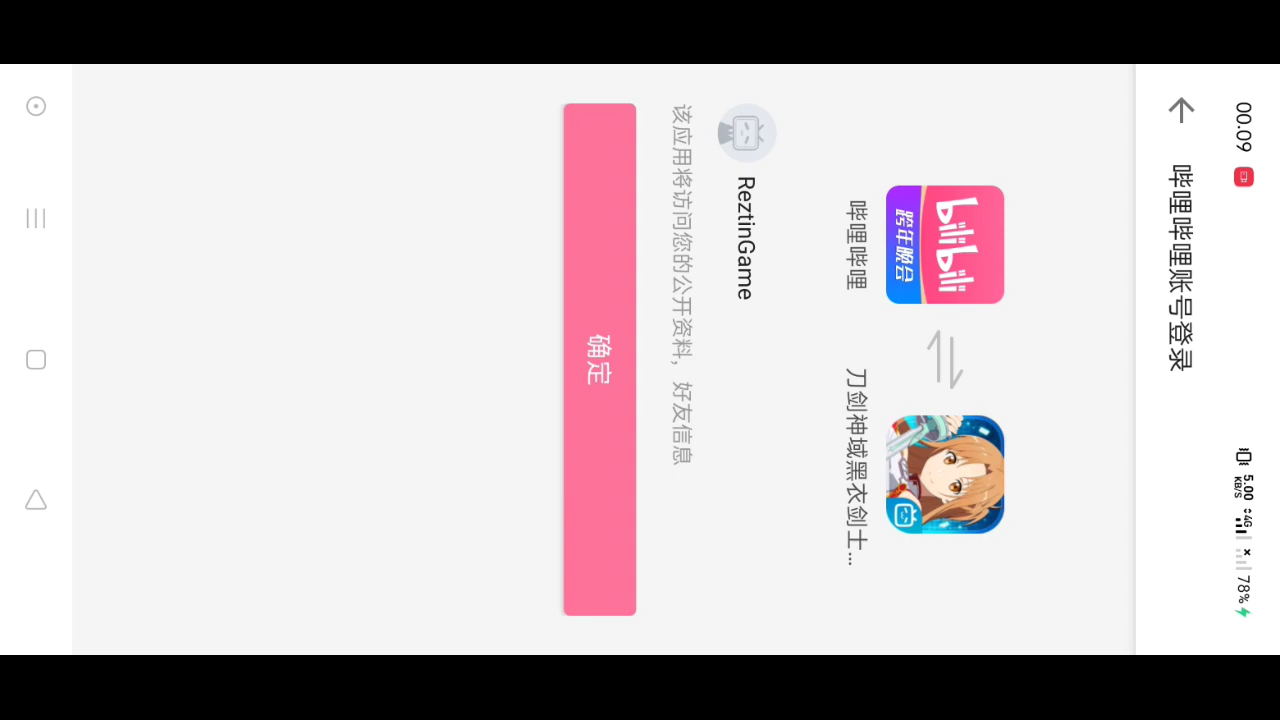 00.09
5.00 KB/S 4G 78%
哔哩哔哩账号登录
bilibili
跨年晚会
哔哩哔哩
刀剑神域黑衣剑士...
ReztinGame
该应用将访问您的公开资料，好友信息
确定